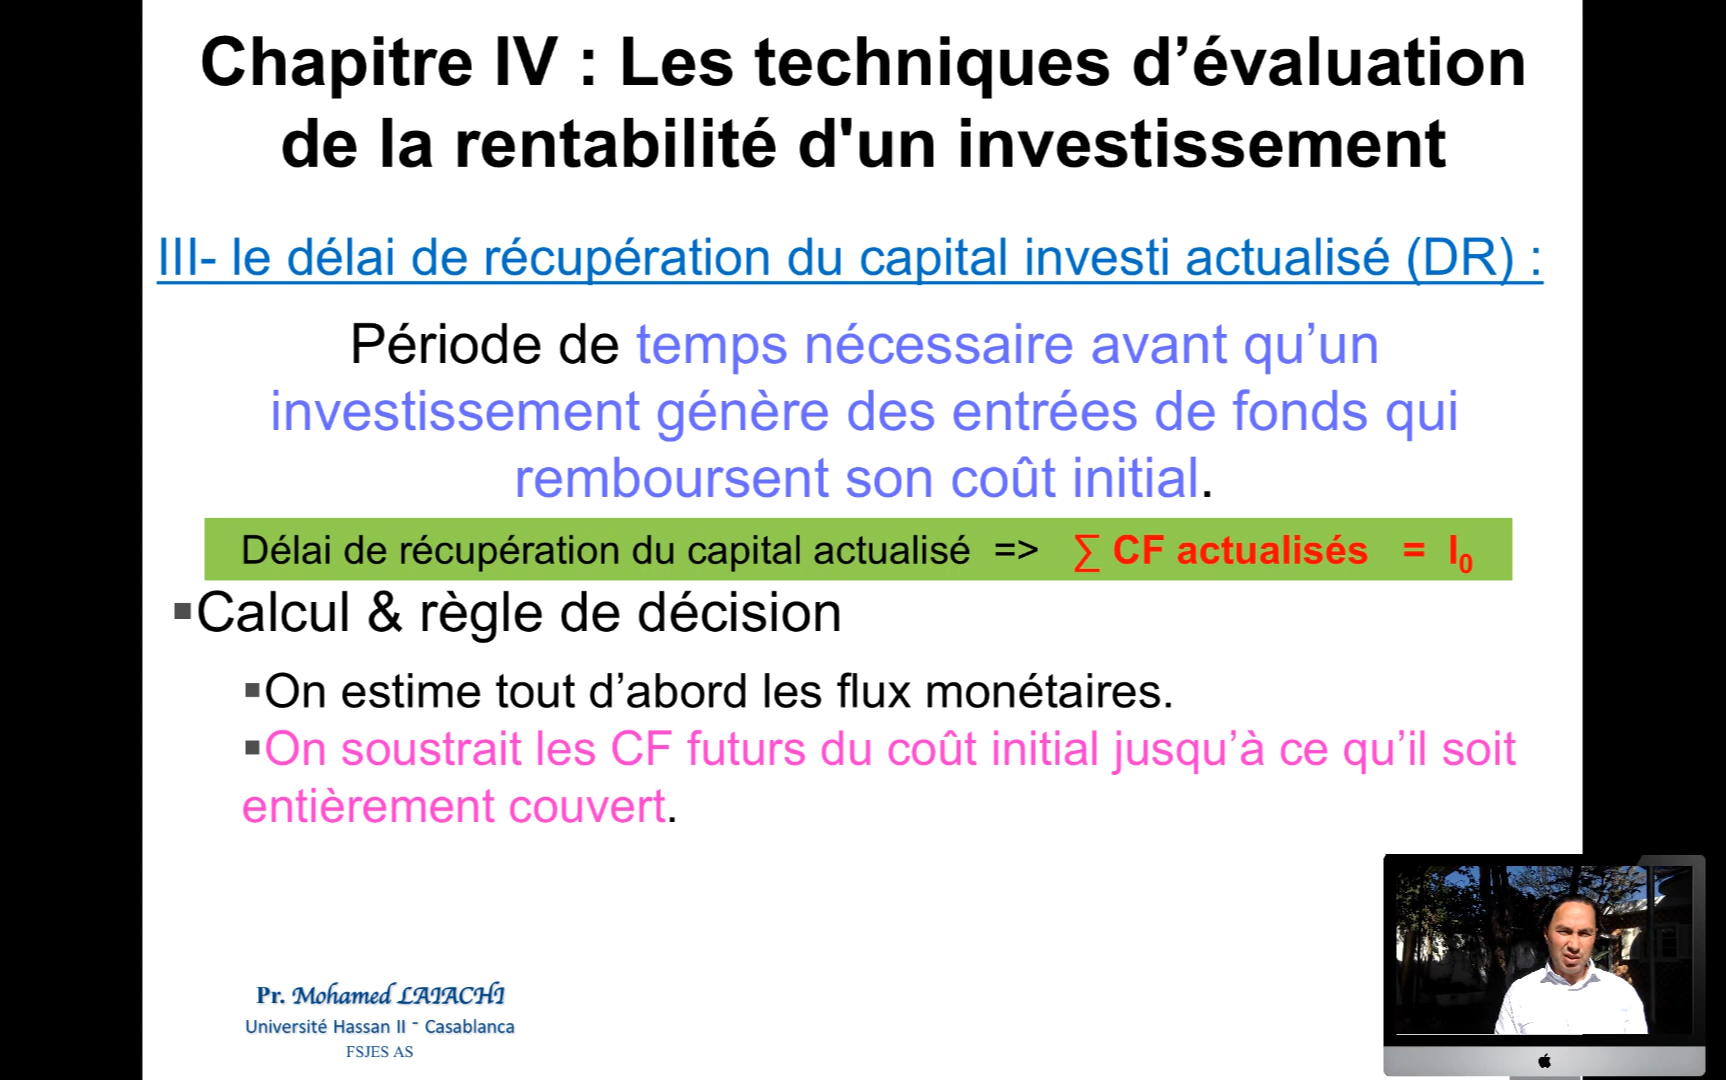 Chapitre IV : Les techniques d’évaluation
de la rentabilité d'un investissement
III- le délai de récupération du capital investi actualisé (DR) :
Période de temps nécessaire avant qu’un
investissement génère des entrées de fonds qui
remboursent son coût initial.
Délai de récupération du capital actualisé => ∑ CF actualisés = I₀
▪Calcul & règle de décision
▪On estime tout d’abord les flux monétaires.
▪On soustrait les CF futurs du coût initial jusqu’à ce qu’il soit
entièrement couvert.
Pr. Mohamed LAIACHI
Université Hassan II - Casablanca
FSJES AS